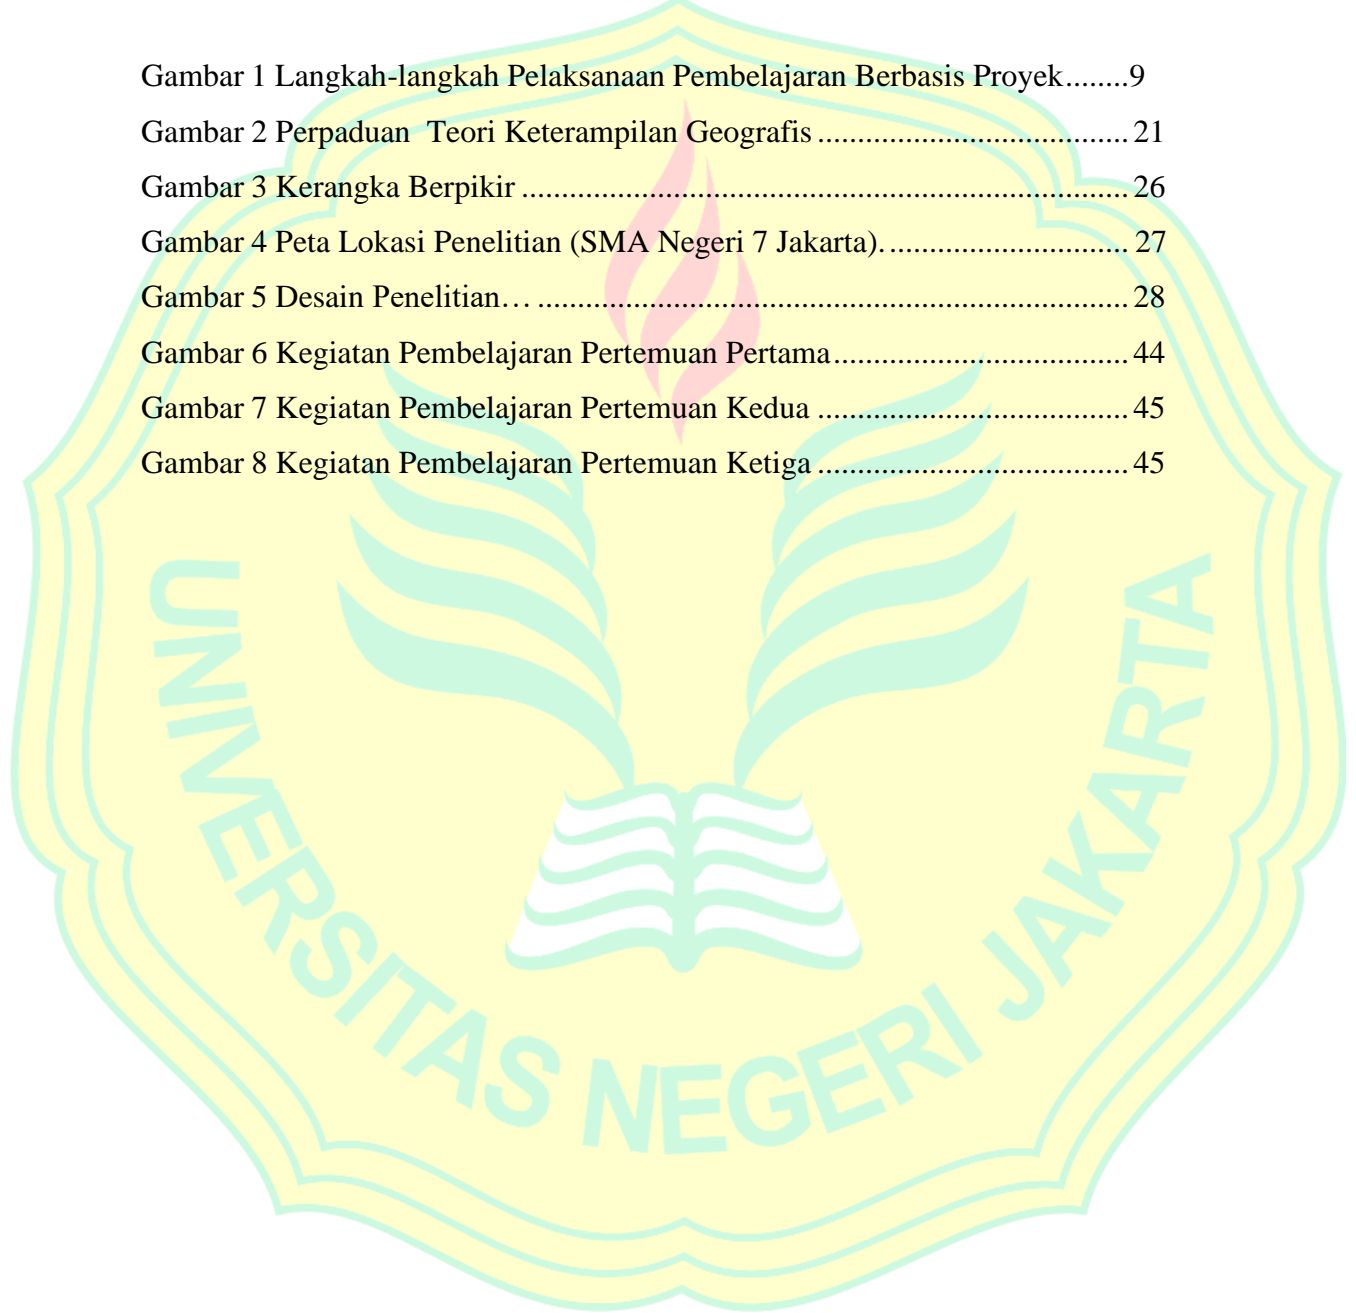 Gambar 1 Langkah-langkah Pelaksanaan Pembelajaran Berbasis Proyek........9
Gambar 2 Perpaduan  Teori Keterampilan Geografis ....................................... 21
Gambar 3 Kerangka Berpikir ............................................................................ 26
Gambar 4 Peta Lokasi Penelitian (SMA Negeri 7 Jakarta). .............................. 27
Gambar 5 Desain Penelitian… .......................................................................... 28
Gambar 6 Kegiatan Pembelajaran Pertemuan Pertama..................................... 44
Gambar 7 Kegiatan Pembelajaran Pertemuan Kedua ....................................... 45
Gambar 8 Kegiatan Pembelajaran Pertemuan Ketiga ....................................... 45
UNIVERSITAS NEGERI JAKARTA